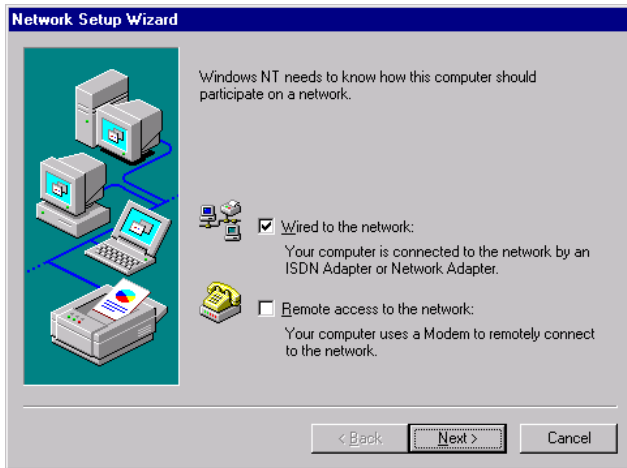 Network Setup Wizard
Windows NT needs to know how this computer should
participate on a network.
Wired to the network:
Your computer is connected to the network by an
ISDN Adapter or Network Adapter.
Remote access to the network:
Your computer uses a Modem to remotely connect
to the network.
< Back
Next >
Cancel